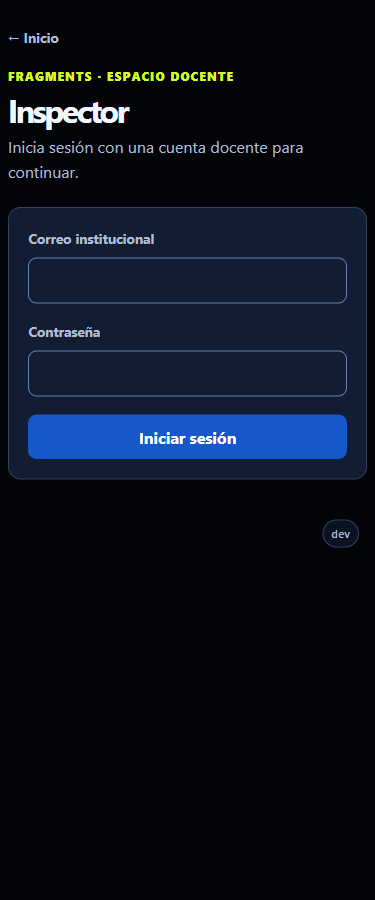 ← Inicio
FRAGMENTS · ESPACIO DOCENTE
Inspector
Inicia sesión con una cuenta docente para
continuar.
Correo institucional
Contraseña
Iniciar sesión
dev